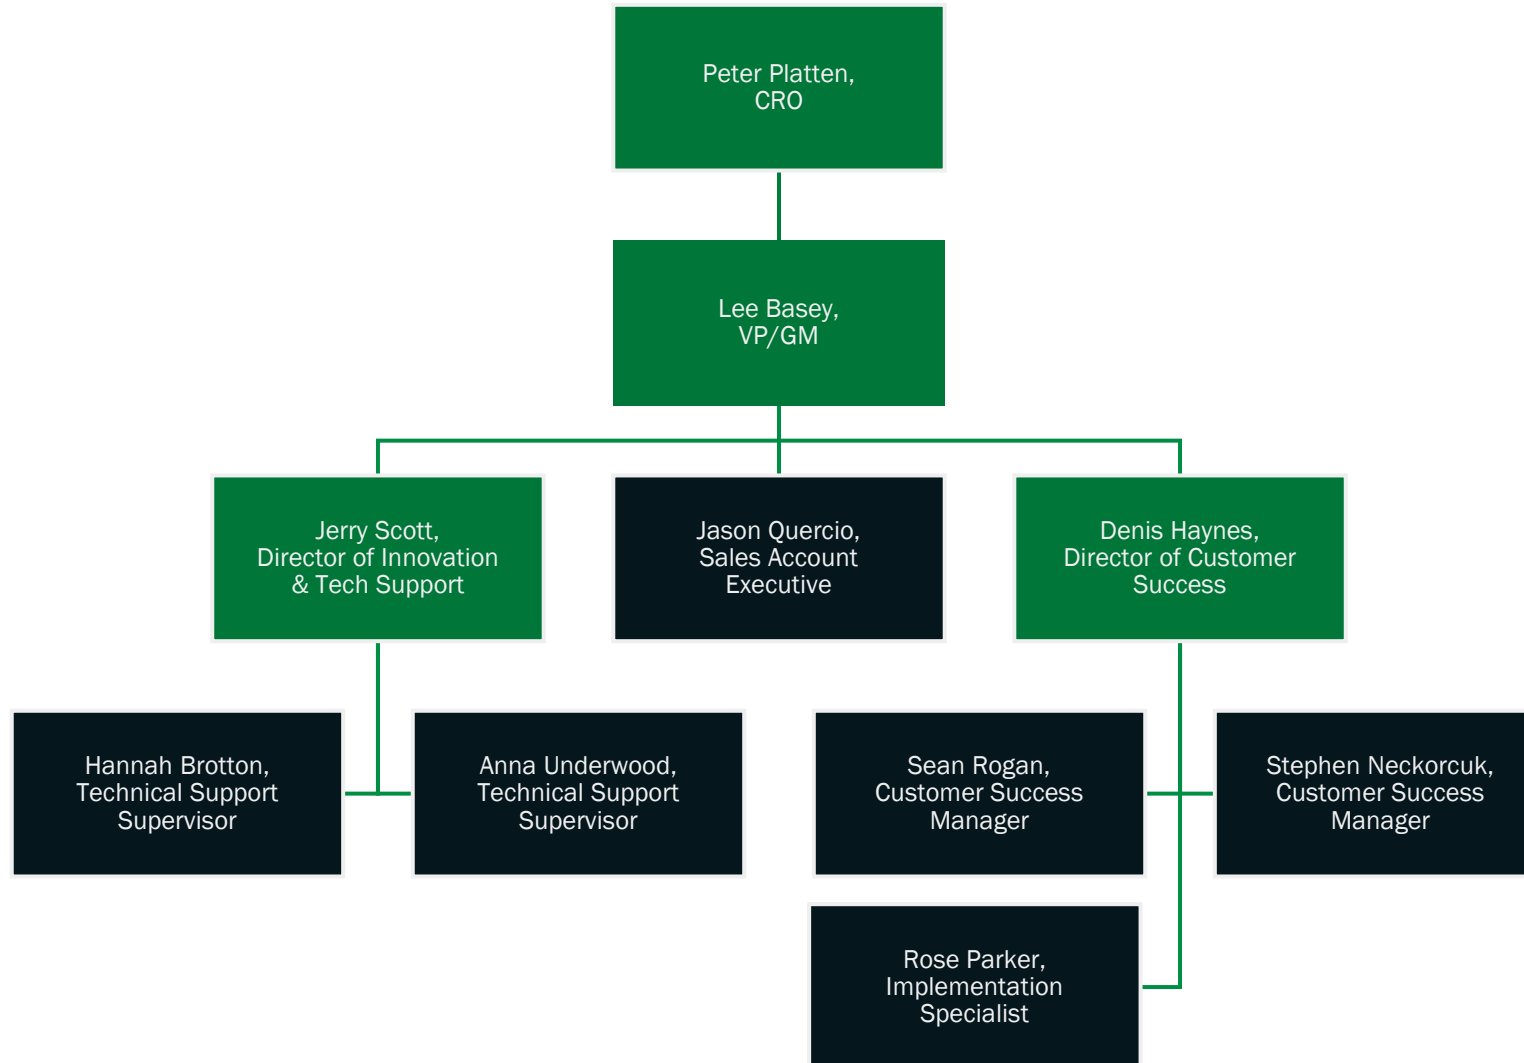 Peter Platten,
CRO
Lee Basey,
VP/GM
Jerry Scott,
Director of Innovation
& Tech Support
Jason Quercio,
Sales Account
Executive
Denis Haynes,
Director of Customer
Success
Hannah Brotton,
Technical Support
Supervisor
Anna Underwood,
Technical Support
Supervisor
Sean Rogan,
Customer Success
Manager
Stephen Neckorcuk,
Customer Success
Manager
Rose Parker,
Implementation
Specialist